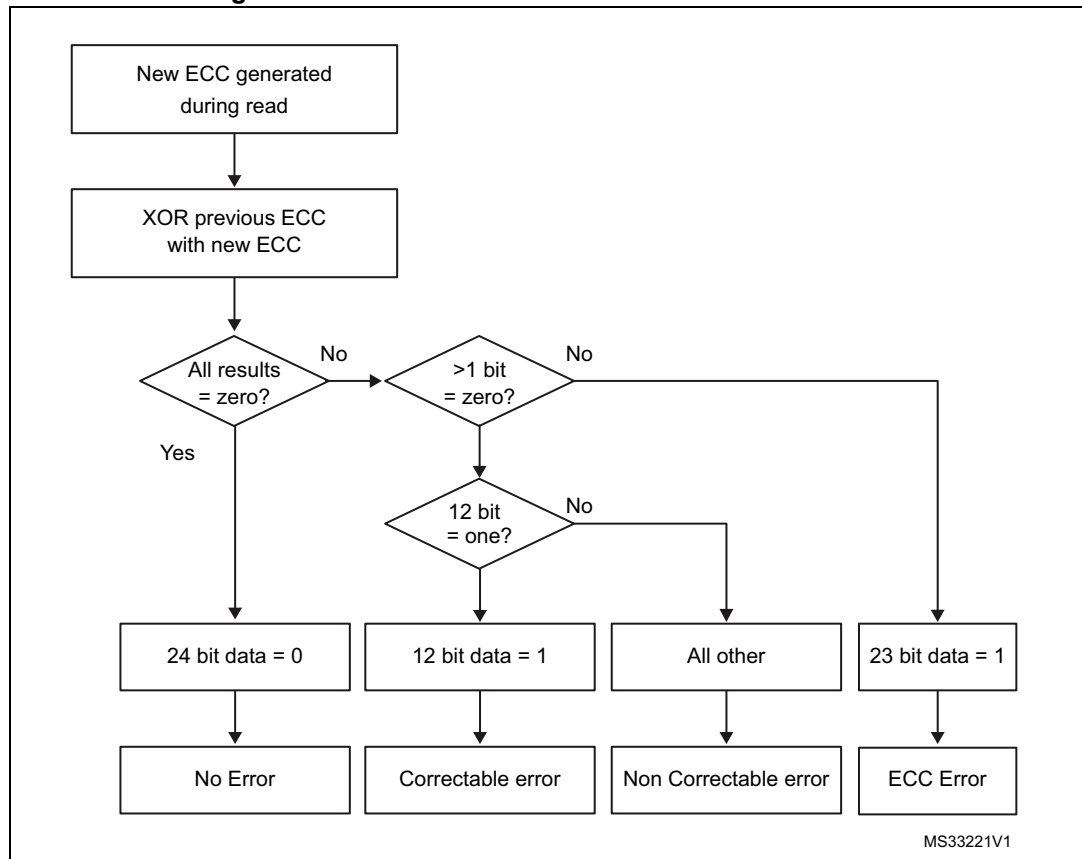 New ECC generated
during read
XOR previous ECC
with new ECC
All results
= zero?
No
>1 bit
= zero?
No
Yes
12 bit
= one?
No
24 bit data = 0
12 bit data = 1
All other
23 bit data = 1
No Error
Correctable error
Non Correctable error
ECC Error
MS33221V1